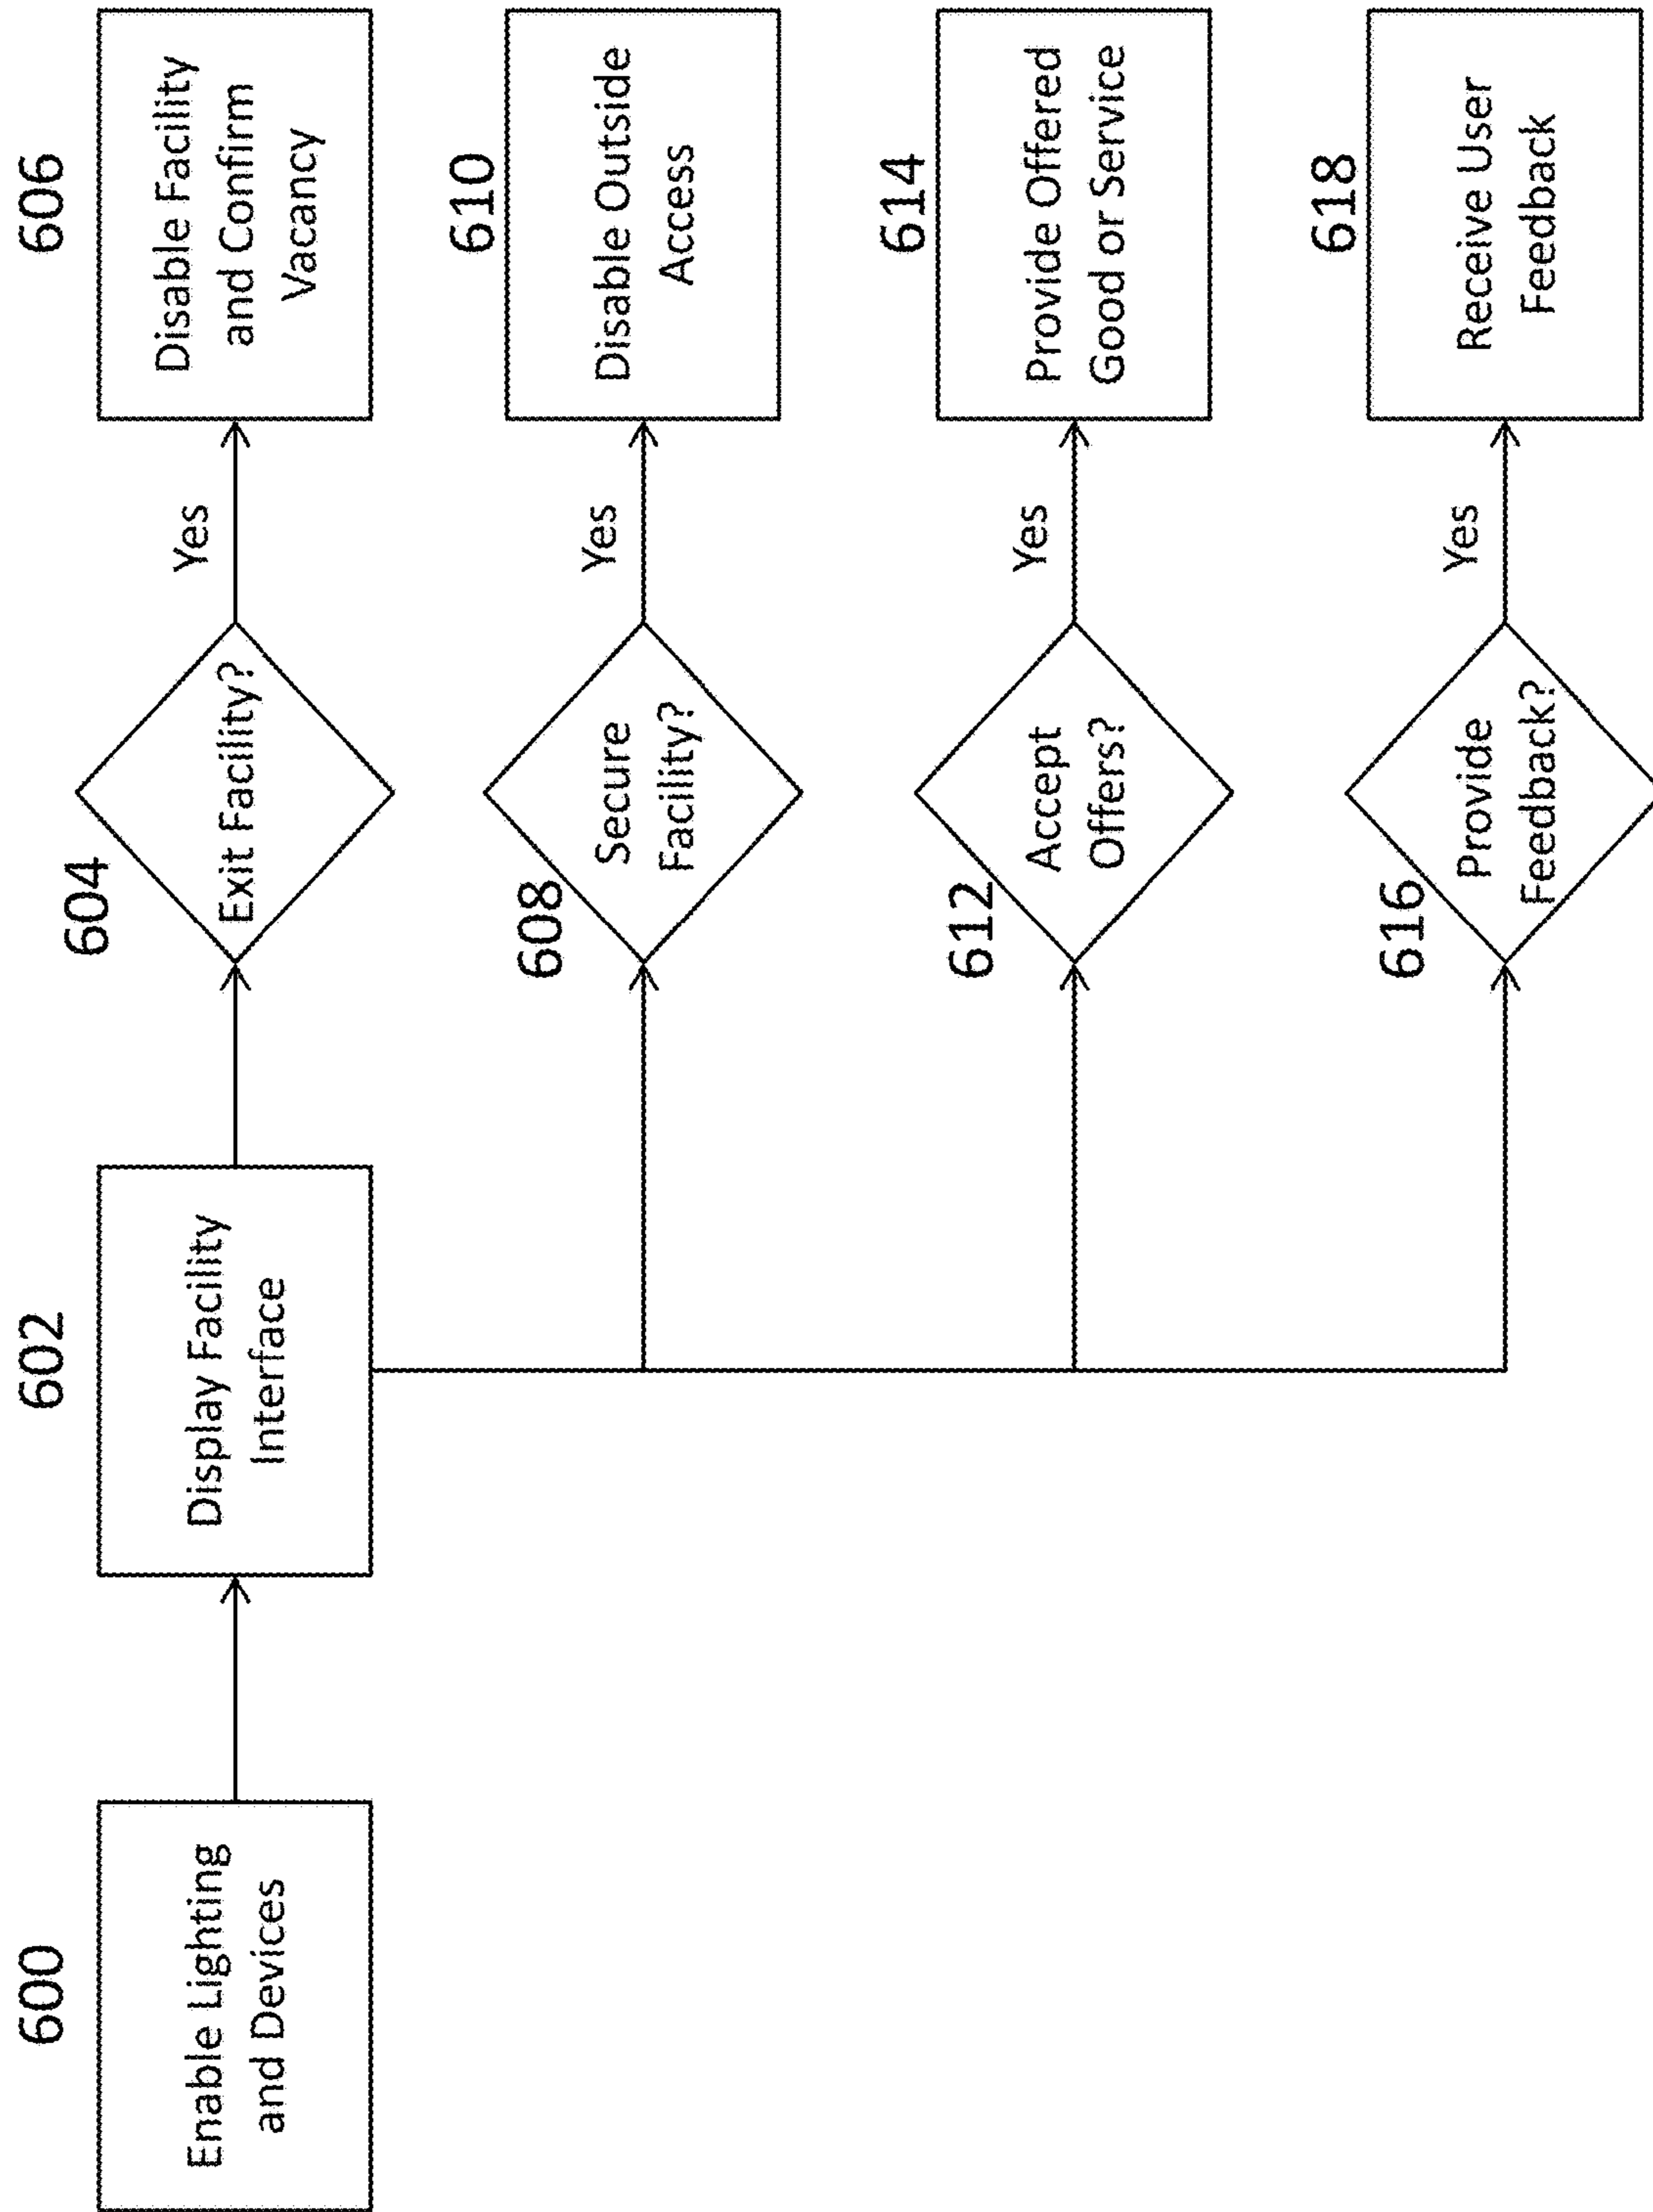 600
Enable Lighting
and Devices
602
Display Facility
Interface
604
Exit Facility?
Yes
606
Disable Facility
and Confirm
Vacancy
608
Secure
Facility?
Yes
610
Disable Outside
Access
612
Accept
Offers?
Yes
614
Provide Offered
Good or Service
616
Provide
Feedback?
Yes
618
Receive User
Feedback